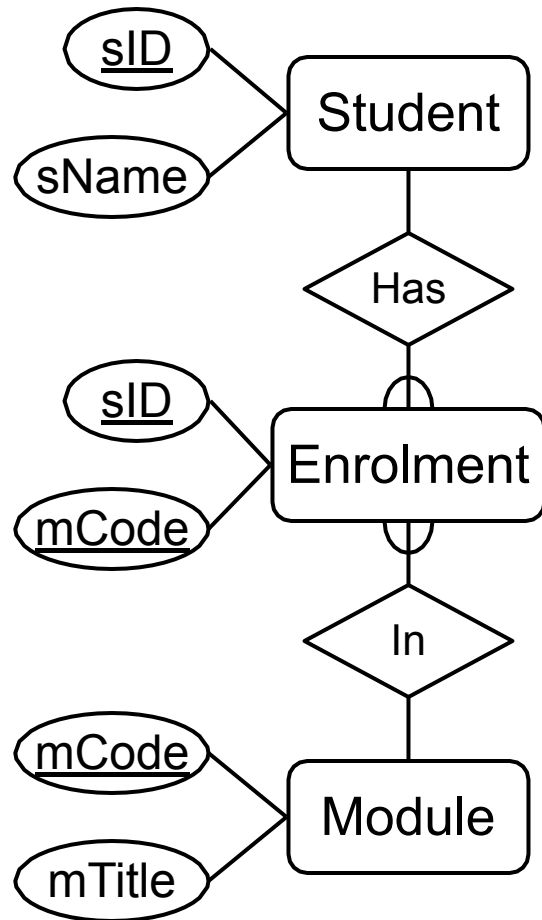 sID
Student
sName
Has
sID
Enrolment
mCode
In
mCode
Module
mTitle